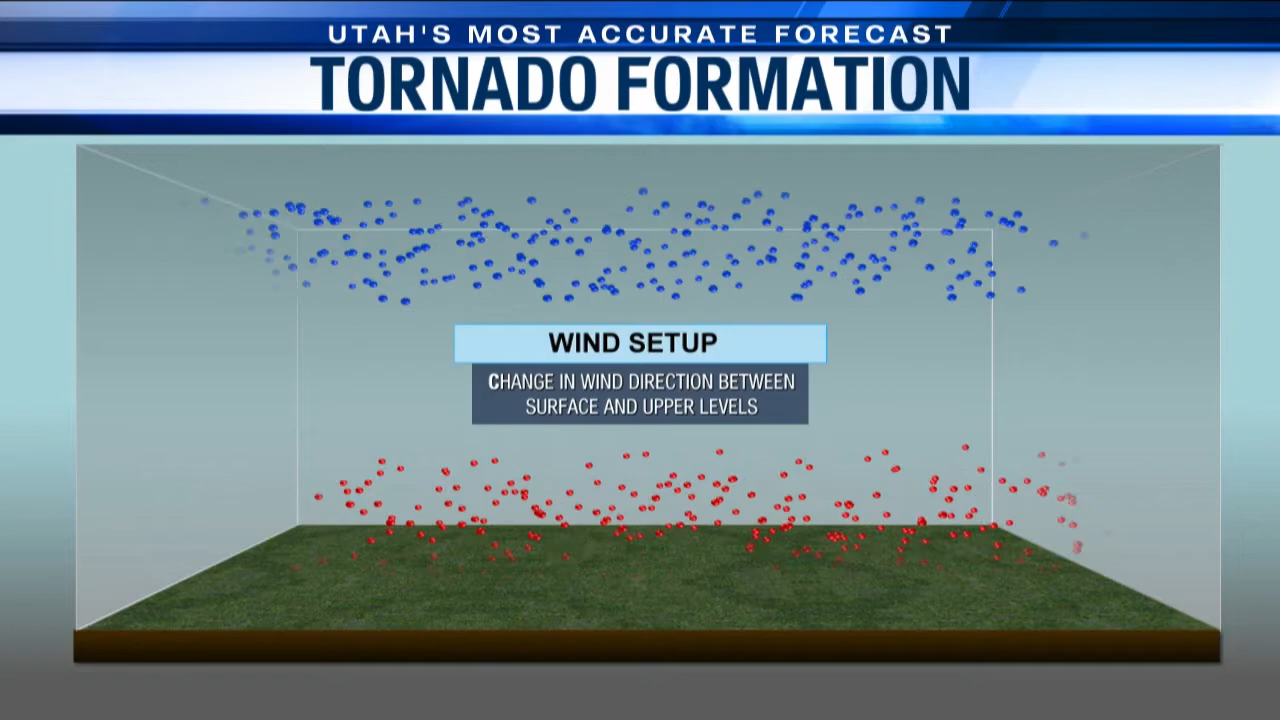 UTAH'S MOST ACCURATE FORECAST
TORNADO FORMATION
WIND SETUP
CHANGE IN WIND DIRECTION BETWEEN
SURFACE AND UPPER LEVELS